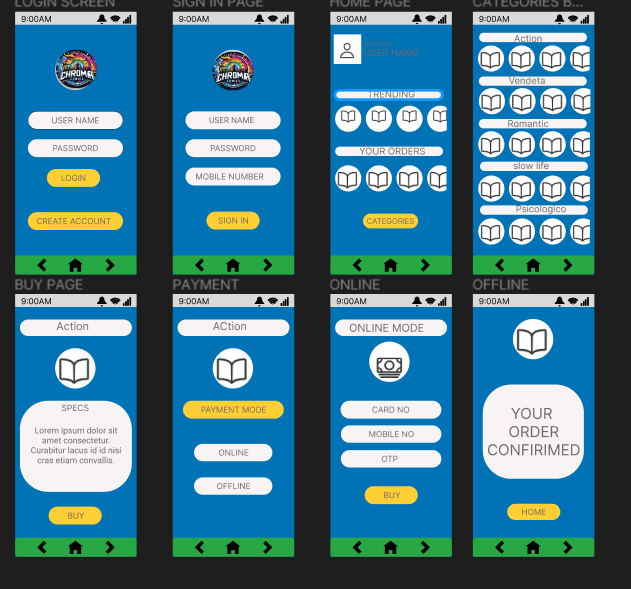 LOGIN SCREEN
9:00AM
CHROMA
COMICS
USER NAME
PASSWORD
LOGIN
CREATE ACCOUNT
SIGN IN PAGE
9:00AM
CHROMA
COMICS
USER NAME
PASSWORD
MOBILE NUMBER
SIGN IN
HOME PAGE
9:00AM
WELCOME
USER NAME
TRENDING
YOUR ORDERS
CATEGORIES
CATEGORIES B...
9:00AM
Action
Vendeta
Romantic
slow life
Psicologico
BUY PAGE
9:00AM
Action
SPECS
Lorem ipsum dolor sit
amet consectetur.
Curabitur lacus id id nisi
cras etiam convallis.
BUY
PAYMENT
9:00AM
ACtion
PAYMENT MODE
ONLINE
OFFLINE
ONLINE
9:00AM
ONLINE MODE
CARD NO
MOBILE NO
OTP
BUY
OFFLINE
9:00AM
YOUR
ORDER
CONFIRIMED
HOME